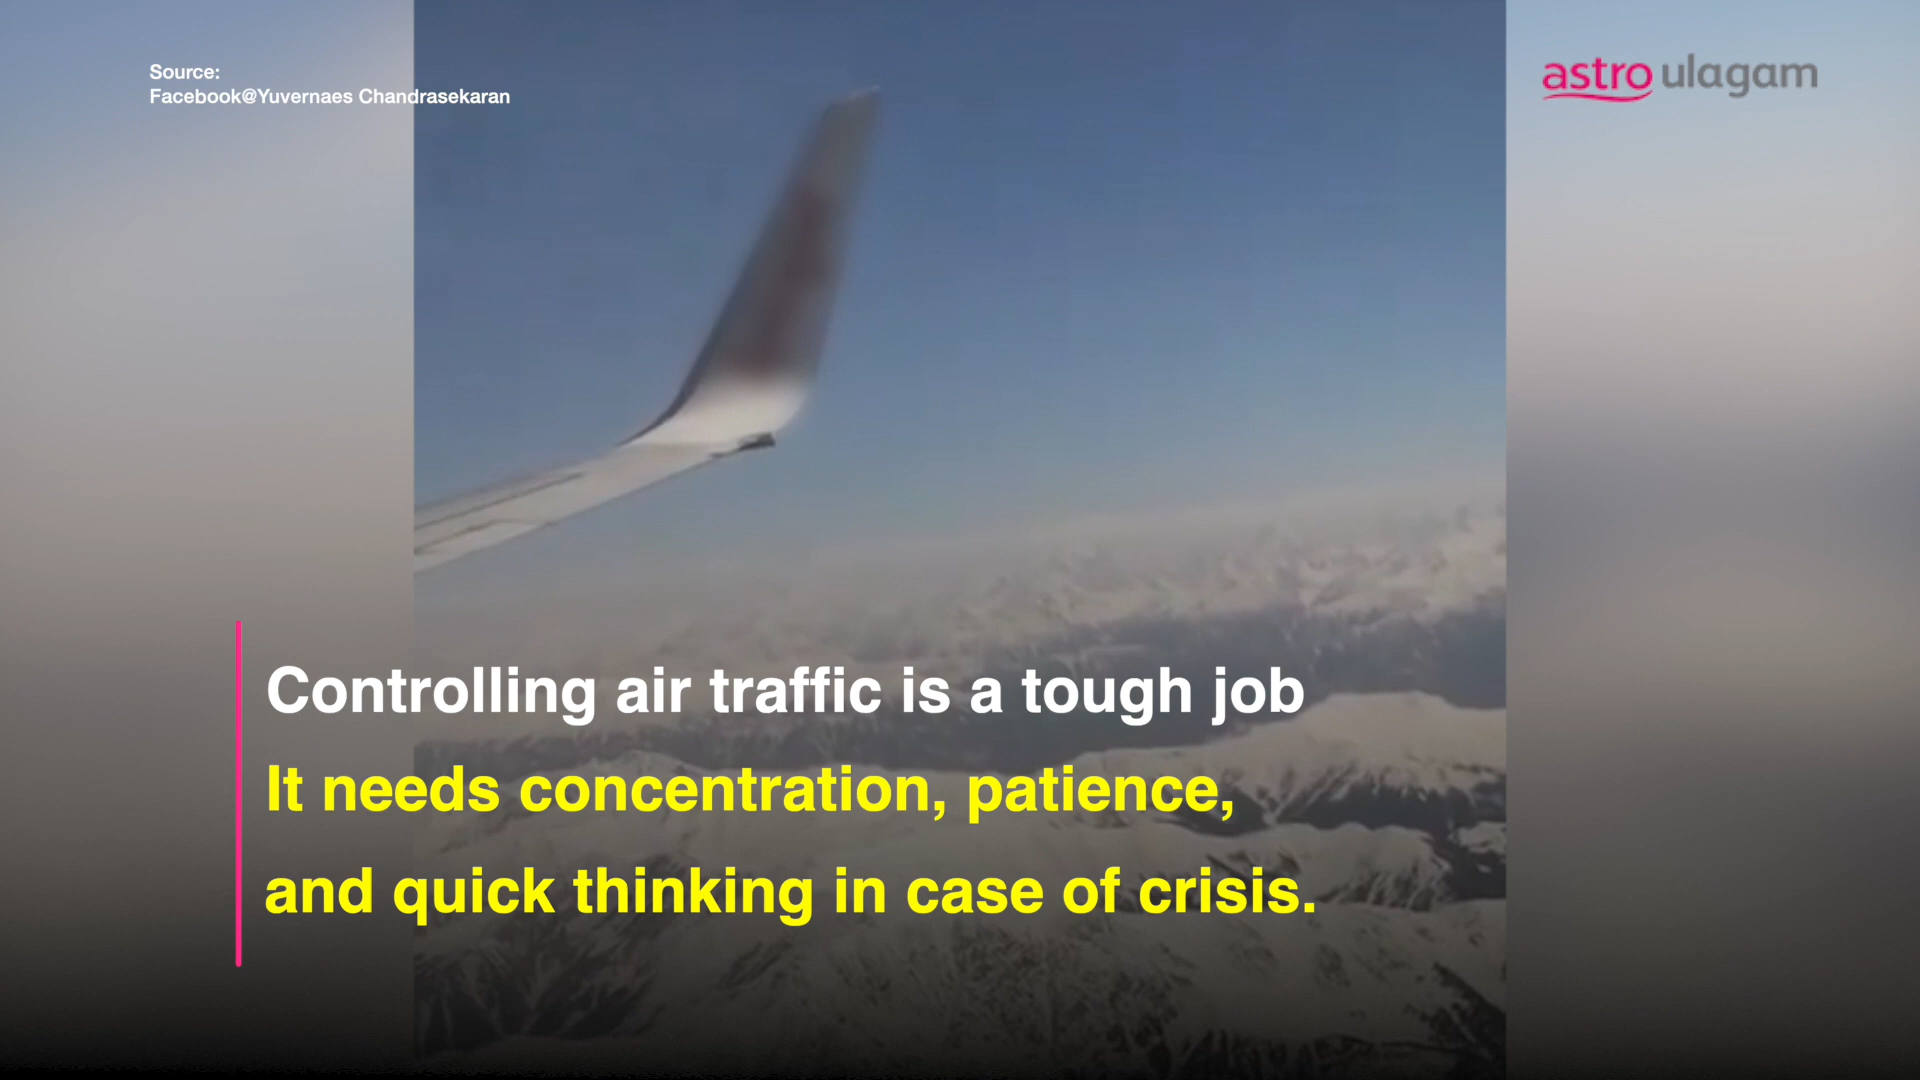 Source:
Facebook@Yuvernaes Chandrasekaran
astro ulagam
Controlling air traffic is a tough job
It needs concentration, patience,
and quick thinking in case of crisis.